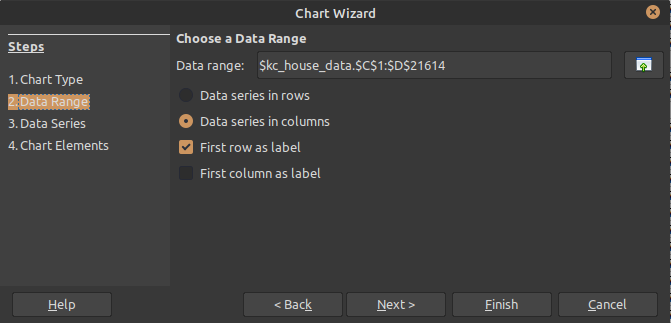 Chart Wizard
Steps
1. Chart Type
2. Data Range
3. Data Series
4. Chart Elements
Choose a Data Range
Data range: $kc_house_data.$C$1:$D$21614
Data series in rows
Data series in columns
First row as label
First column as label
Help < Back Next > Finish Cancel